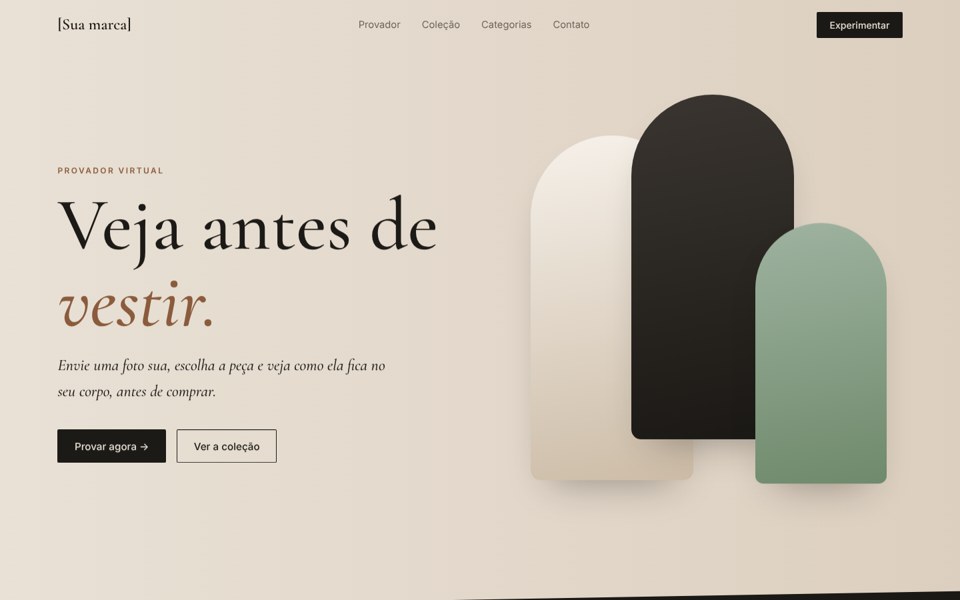 [Sua marca]
Provador
Coleção
Categorias
Contato
Experimentar
PROVADOR VIRTUAL
Veja antes de
vestir.
Envie uma foto sua, escolha a peça e veja como ela fica no
seu corpo, antes de comprar.
Provar agora →
Ver a coleção